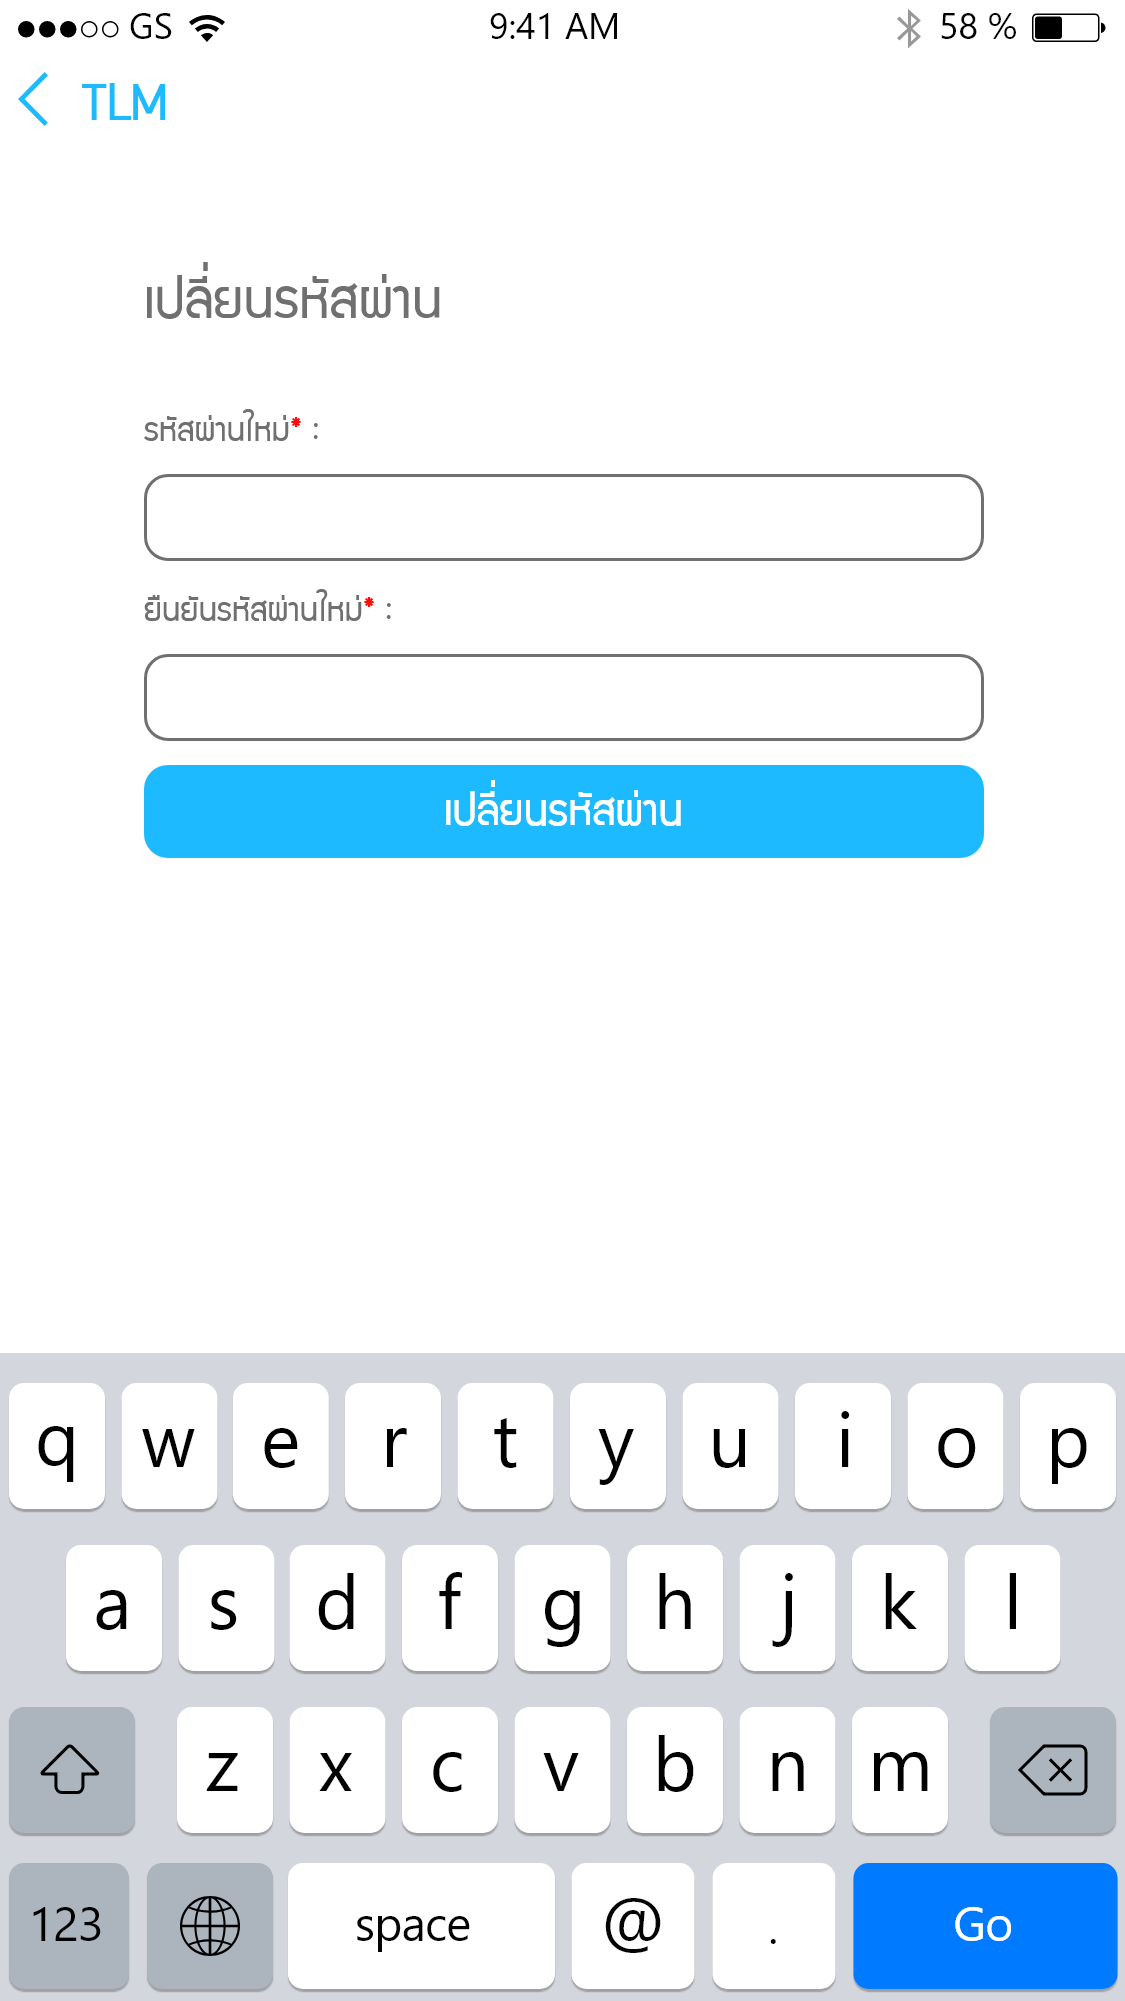 GS 9:41 AM 58 %
TLM
เปลี่ยนรหัสผ่าน
รหัสผ่านใหม่* :
ยืนยันรหัสผ่านใหม่* :
เปลี่ยนรหัสผ่าน
q w e r t y u i o p
a s d f g h j k l
z x c v b n m
123 space @ . Go